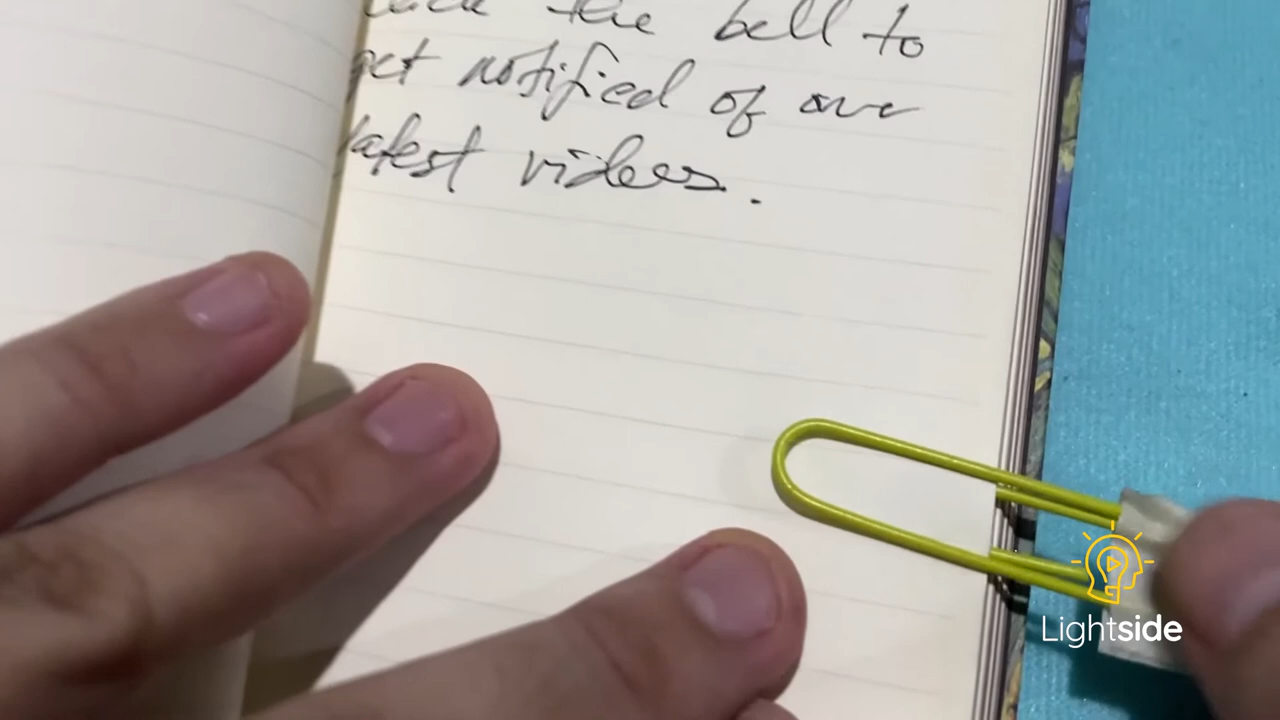 the bell to
get notified of our
latest videos.
Lightside